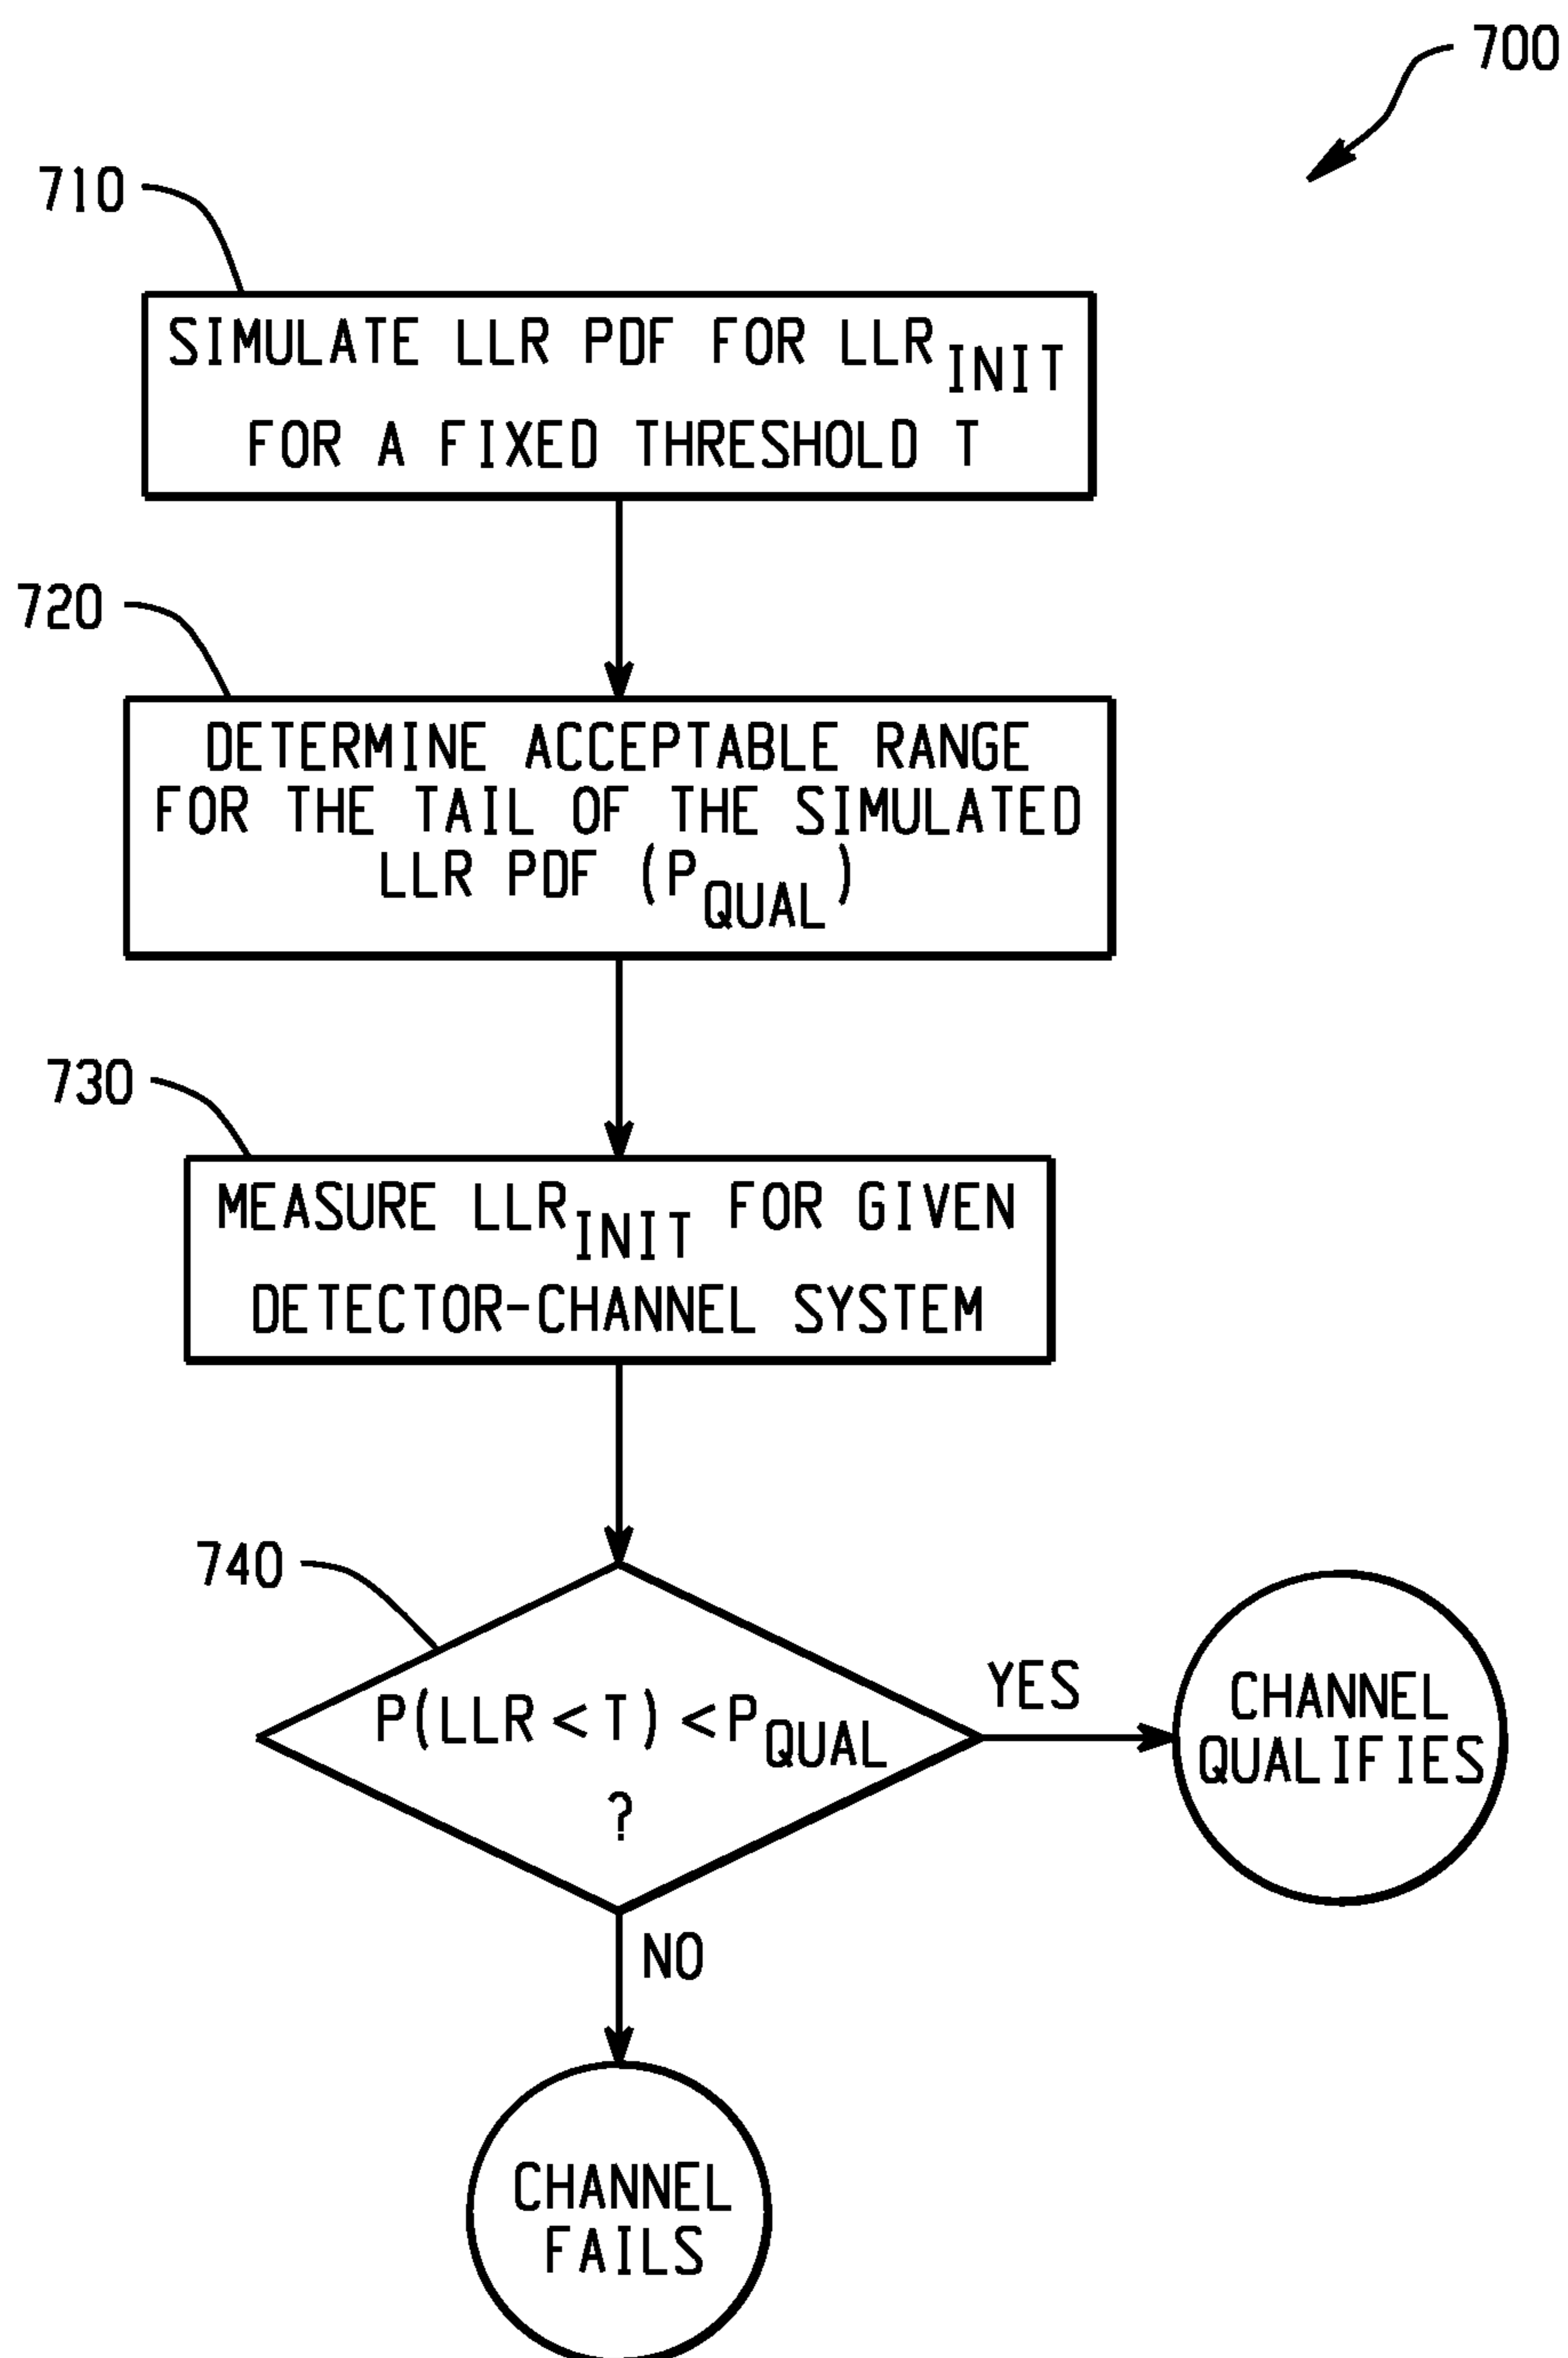 700
710
SIMULATE LLR PDF FOR LLR INIT
FOR A FIXED THRESHOLD T
720
DETERMINE ACCEPTABLE RANGE
FOR THE TAIL OF THE SIMULATED
LLR PDF (P QUAL)
730
MEASURE LLR INIT FOR GIVEN
DETECTOR-CHANNEL SYSTEM
740
P(LLR<T)<P QUAL
?
YES
CHANNEL
QUALIFIES
NO
CHANNEL
FAILS